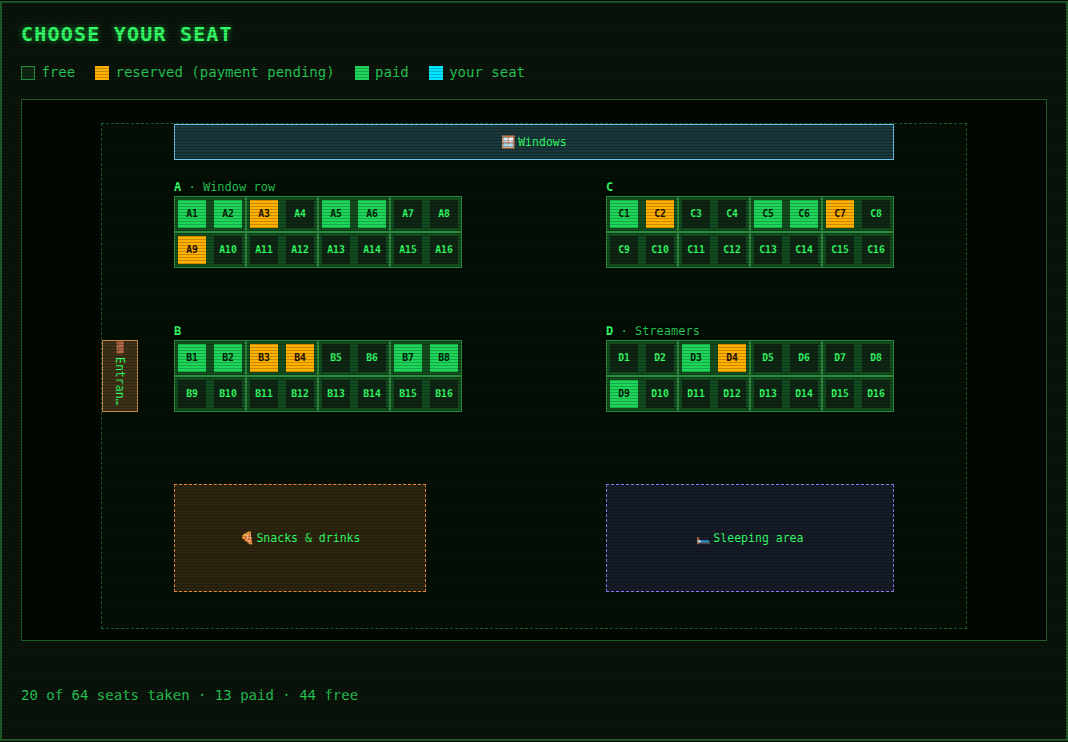 CHOOSE YOUR SEAT
free reserved (payment pending) paid your seat
Windows
A · Window row
A1 A2 A3 A4 A5 A6 A7 A8
A9 A10 A11 A12 A13 A14 A15 A16
C
C1 C2 C3 C4 C5 C6 C7 C8
C9 C10 C11 C12 C13 C14 C15 C16
Entran…
B
B1 B2 B3 B4 B5 B6 B7 B8
B9 B10 B11 B12 B13 B14 B15 B16
D · Streamers
D1 D2 D3 D4 D5 D6 D7 D8
D9 D10 D11 D12 D13 D14 D15 D16
Snacks & drinks
Sleeping area
20 of 64 seats taken · 13 paid · 44 free